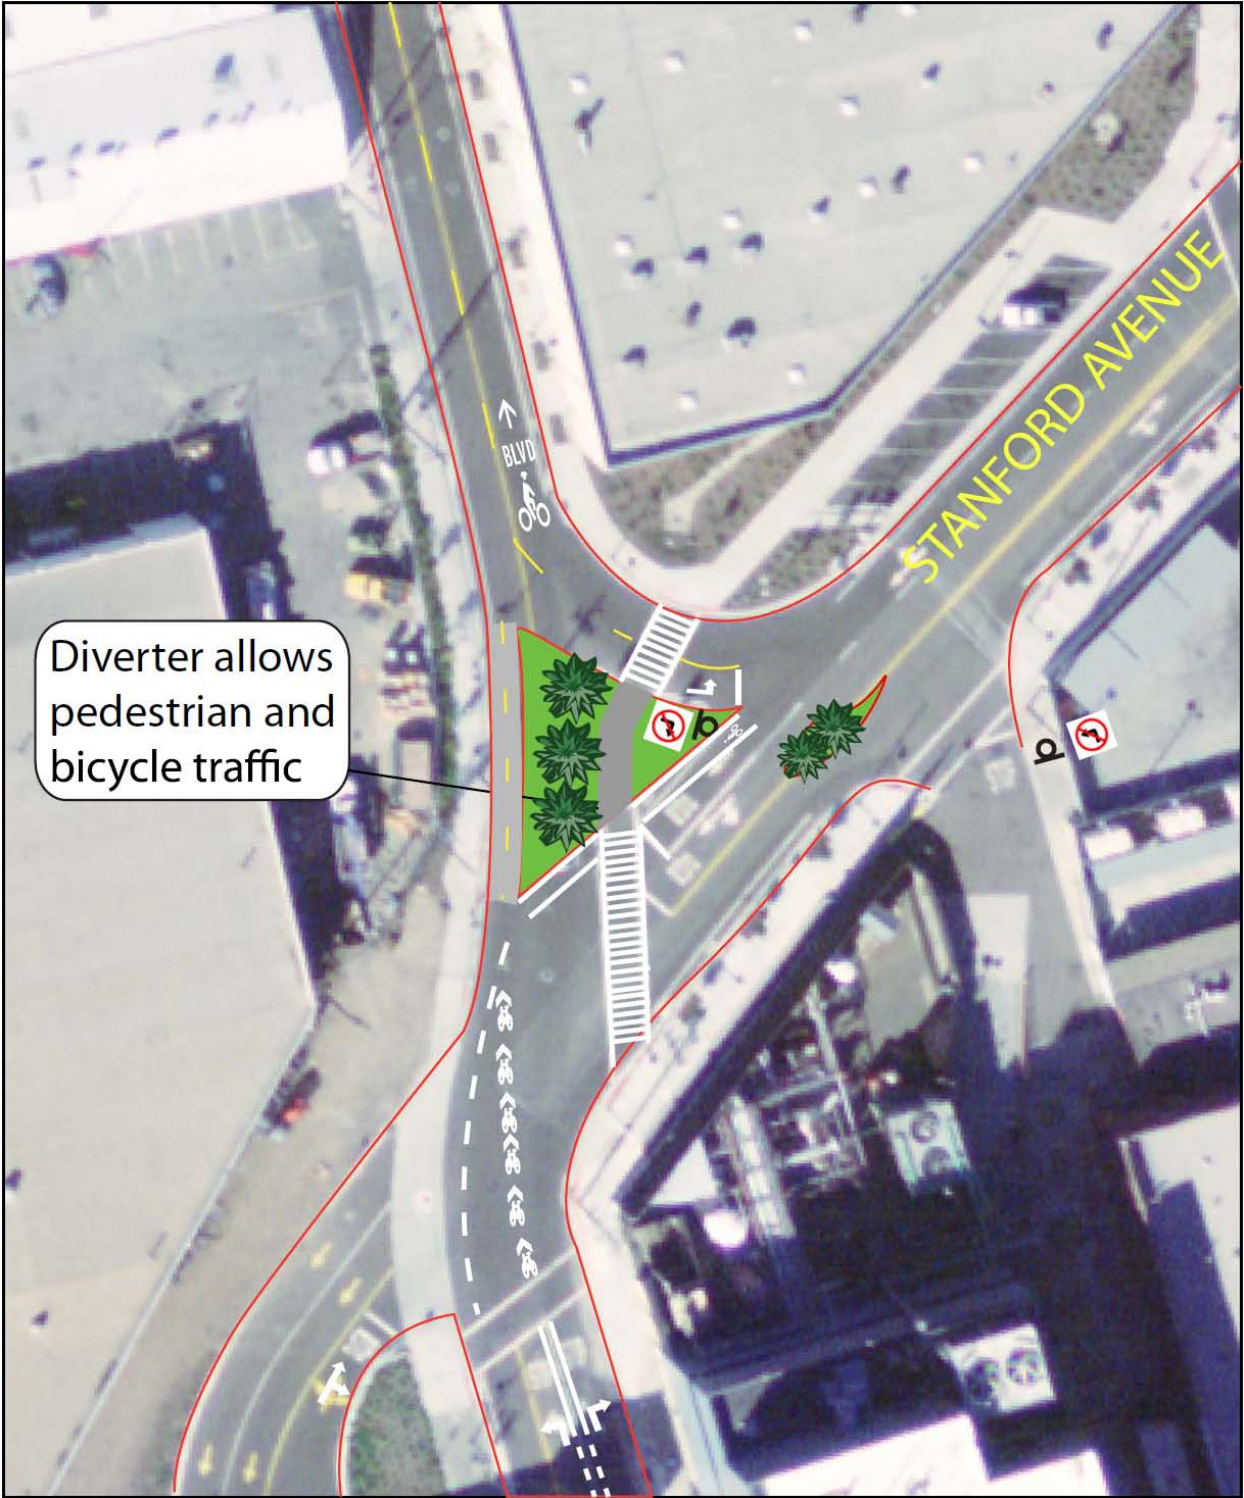 STANFORD AVENUE
BLVD
Diverter allows
pedestrian and
bicycle traffic